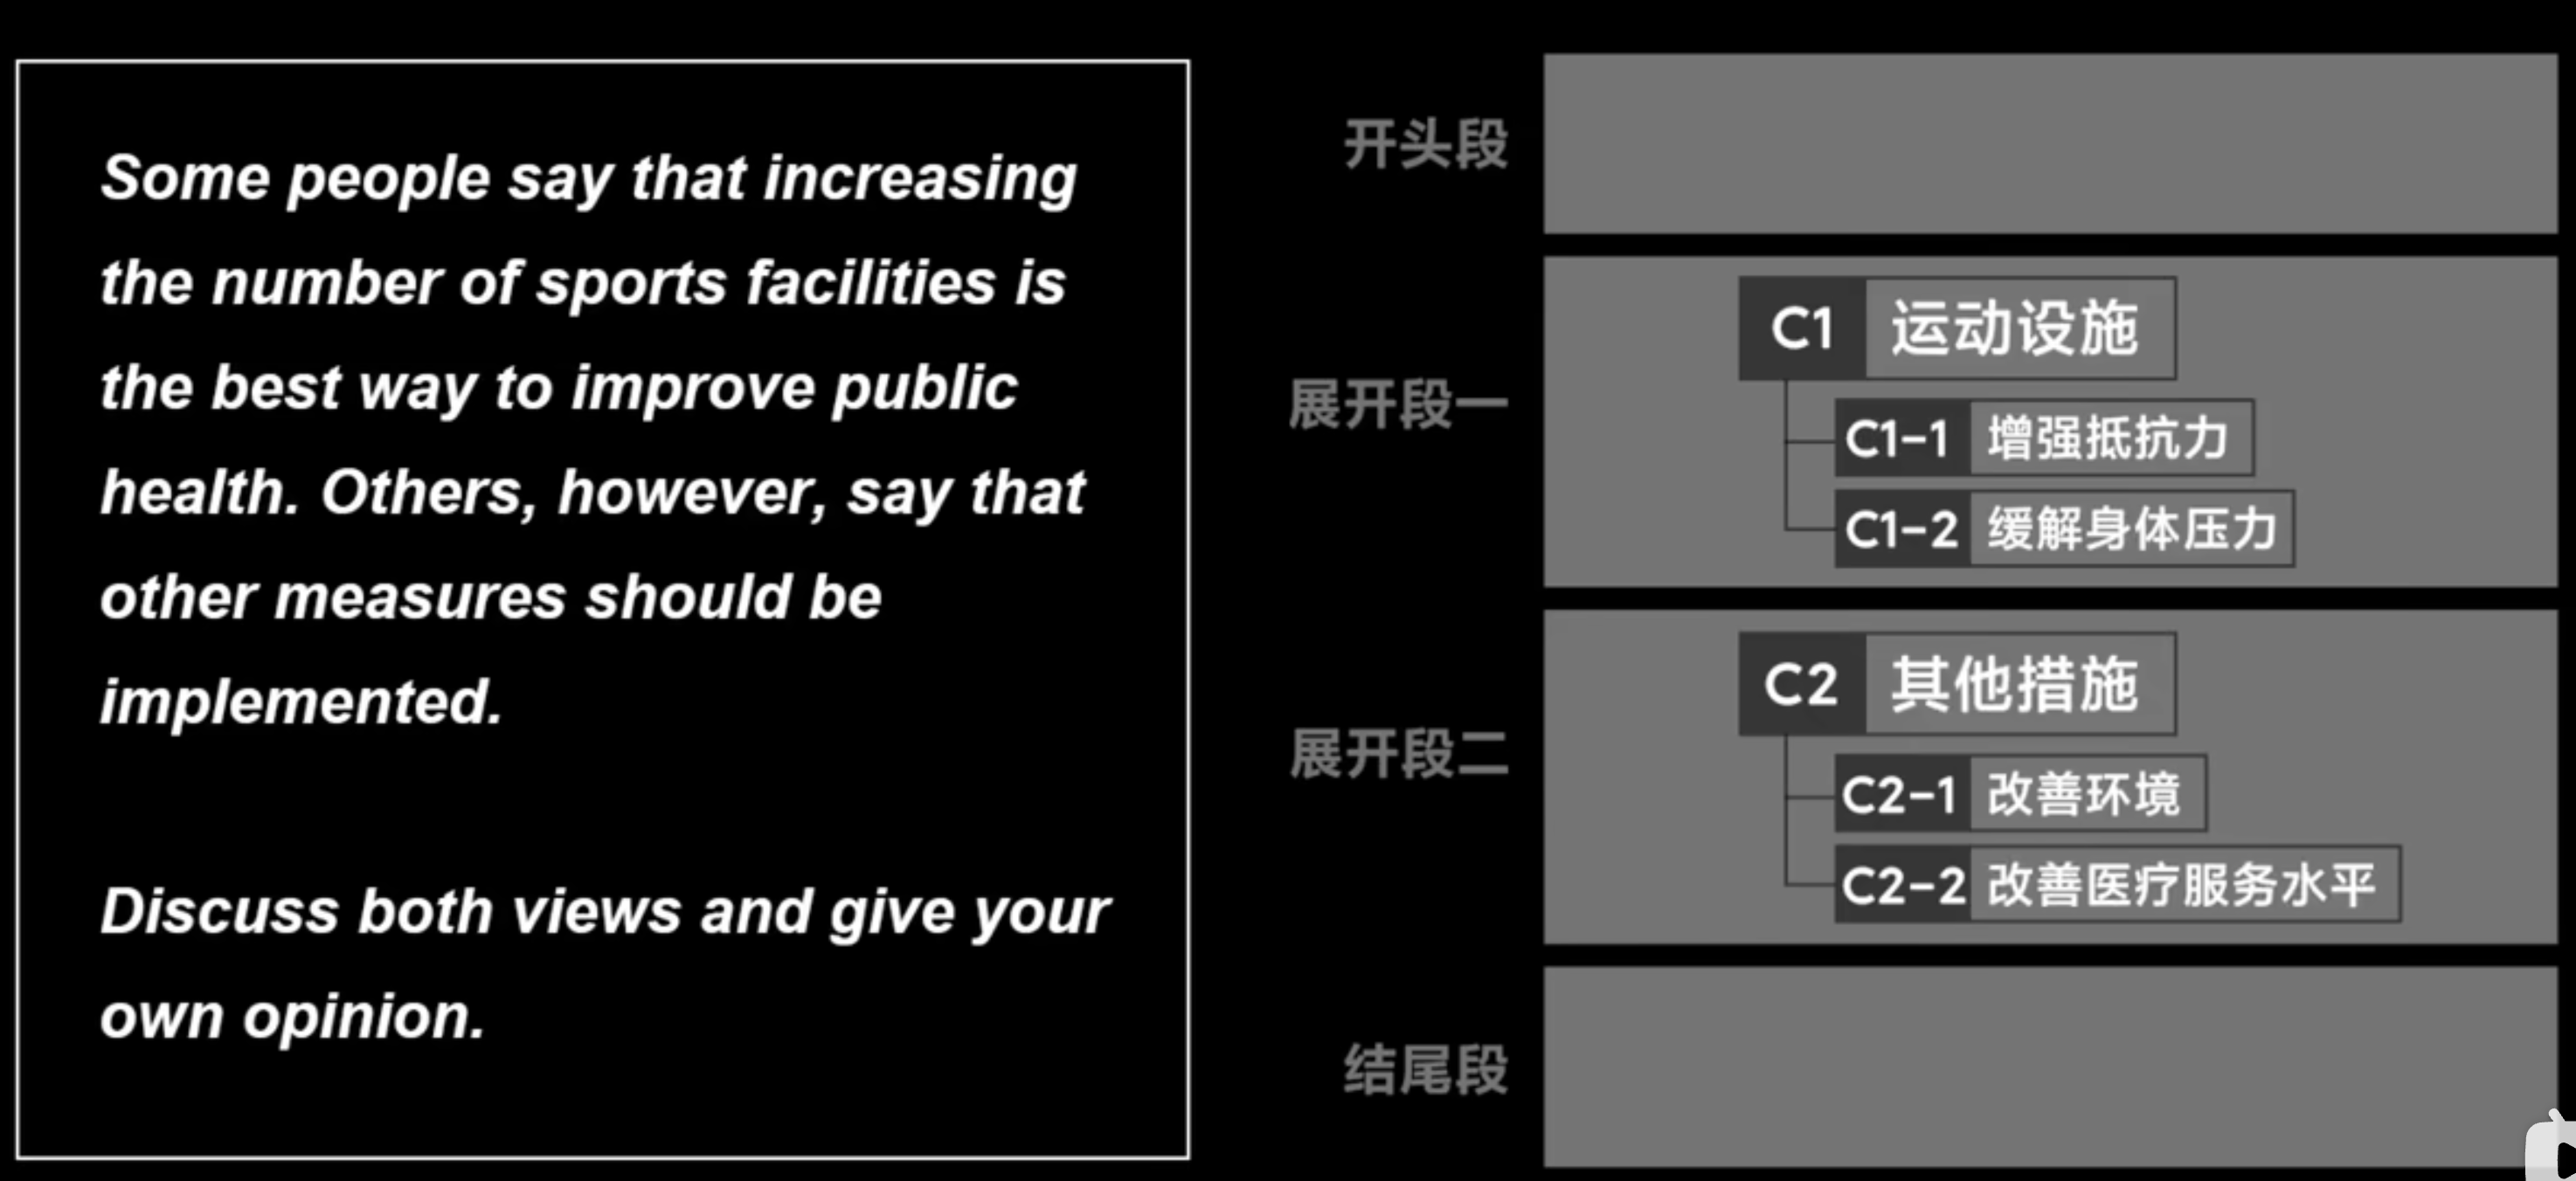 Some people say that increasing
the number of sports facilities is
the best way to improve public
health. Others, however, say that
other measures should be
implemented.
Discuss both views and give your
own opinion.
开头段
展开段一
C1 运动设施
C1-1 增强抵抗力
C1-2 缓解身体压力
展开段二
C2 其他措施
C2-1 改善环境
C2-2 改善医疗服务水平
结尾段